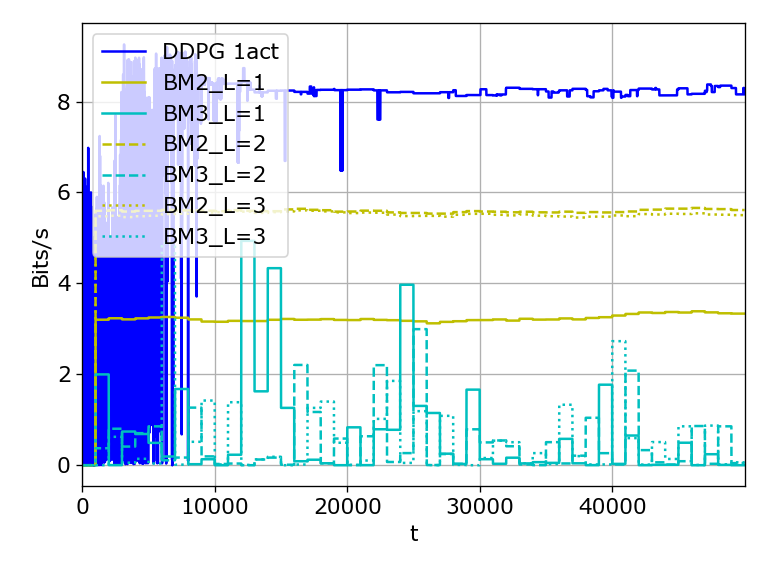 DDPG 1act
BM2_L=1
BM3_L=1
BM2_L=2
BM3_L=2
BM2_L=3
BM3_L=3
8
6
4
2
0
Bits/s
0 10000 20000 30000 40000
t